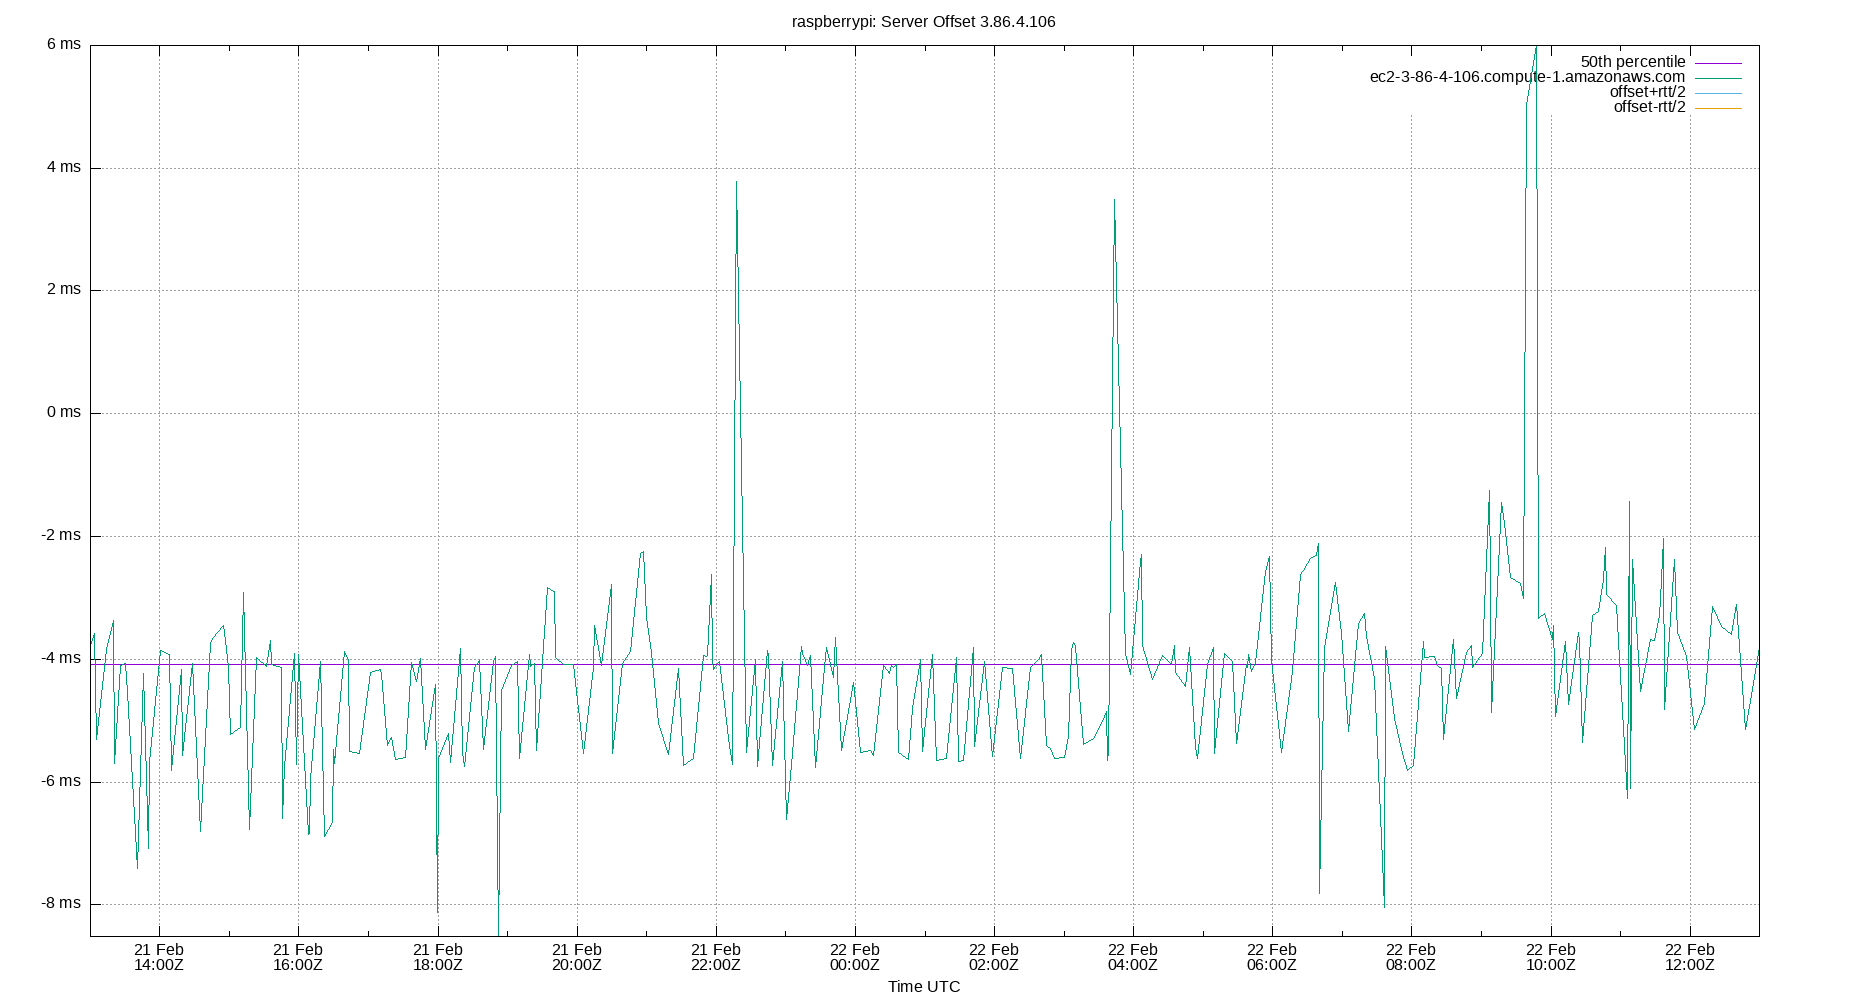 raspberrypi: Server Offset 3.86.4.106
6 ms
4 ms
2 ms
0 ms
-2 ms
-4 ms
-6 ms
-8 ms
50th percentile
ec2-3-86-4-106.compute-1.amazonaws.com
offset+rtt/2
offset-rtt/2
21 Feb 21 Feb 21 Feb 21 Feb 21 Feb 22 Feb 22 Feb 22 Feb 22 Feb 22 Feb 22 Feb 22 Feb
14:00Z 16:00Z 18:00Z 20:00Z 22:00Z 00:00Z 02:00Z 04:00Z 06:00Z 08:00Z 10:00Z 12:00Z
Time UTC